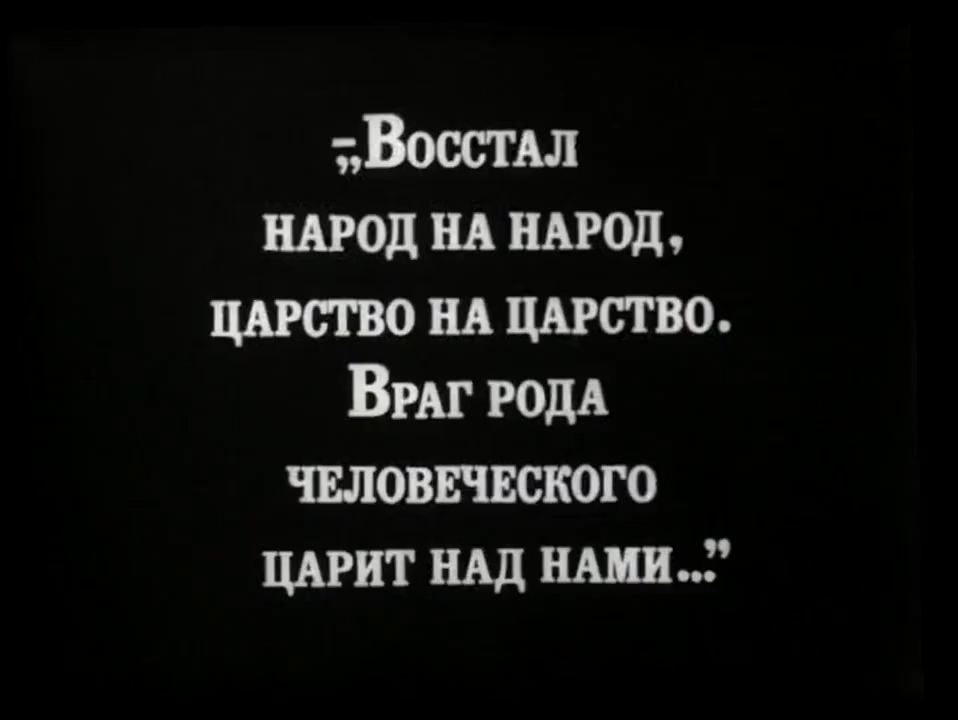 –„Восстал
народ на народ,
царство на царство.
Враг рода
человеческого
царит над нами...”